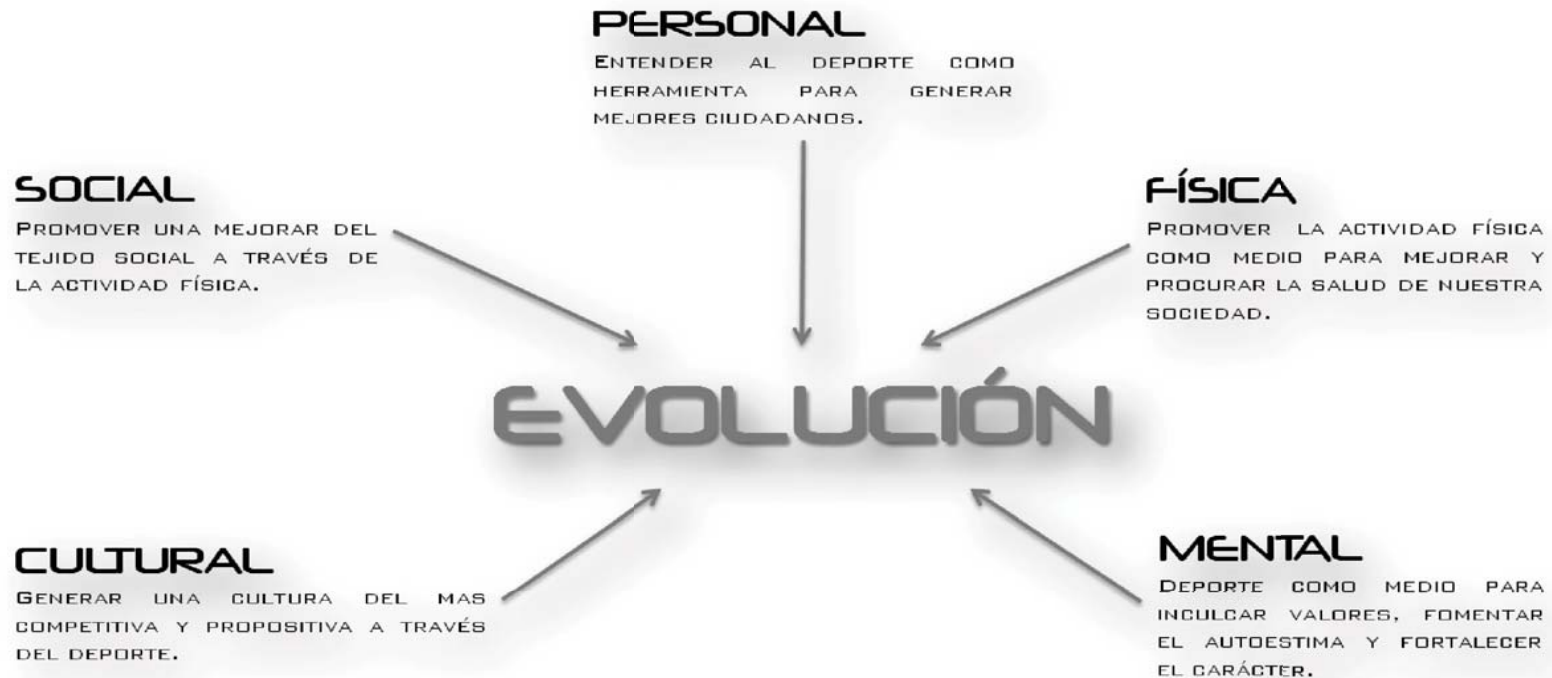 PERSONAL
ENTENDER AL DEPORTE COMO
HERRAMIENTA PARA GENERAR
MEJORES CIUDADANOS.
SOCIAL
PROMOVER UNA MEJORAR DEL
TEJIDO SOCIAL A TRAVÉS DE
LA ACTIVIDAD FÍSICA.
FÍSICA
PROMOVER LA ACTIVIDAD FÍSICA
COMO MEDIO PARA MEJORAR Y
PROCURAR LA SALUD DE NUESTRA
SOCIEDAD.
EVOLUCIÓN
CULTURAL
GENERAR UNA CULTURA DEL MAS
COMPETITIVA Y PROPOSITIVA A TRAVÉS
DEL DEPORTE.
MENTAL
DEPORTE COMO MEDIO PARA
INCULCAR VALORES, FOMENTAR
EL AUTOESTIMA Y FORTALECER
EL CARÁCTER.